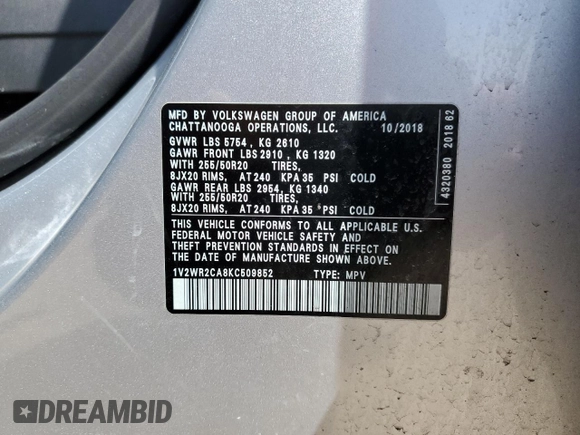 MFD BY VOLKSWAGEN GROUP OF AMERICA
CHATTANOOGA OPERATIONS, LLC. 10/2018
GVWR LBS 5754 , KG 2610
GAWR FRONT LBS 2910 , KG 1320
WITH 255/50R20 TIRES,
8JX20 RIMS, AT 240 KPA 35 PSI COLD
GAWR REAR LBS 2954, KG 1340
WITH 255/50R20 TIRES,
8JX20 RIMS, AT 240 KPA 35 PSI COLD
THIS VEHICLE CONFORMS TO ALL APPLICABLE U.S.
FEDERAL MOTOR VEHICLE SAFETY AND
THEFT PREVENTION STANDARDS IN EFFECT ON
THE DATE OF MANUFACTURE SHOWN ABOVE.
1V2WR2CA8KC509852 TYPE: MPV
4320380 2018 62
DREAMBID